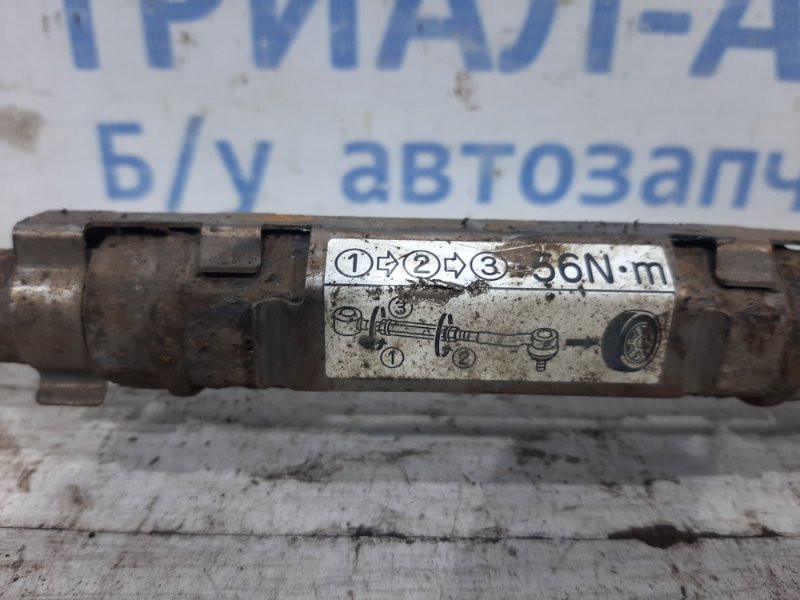 ТРИАЛ-А
Б/у автозапч
①⇨②⇨③ 56N·m
③
①
②